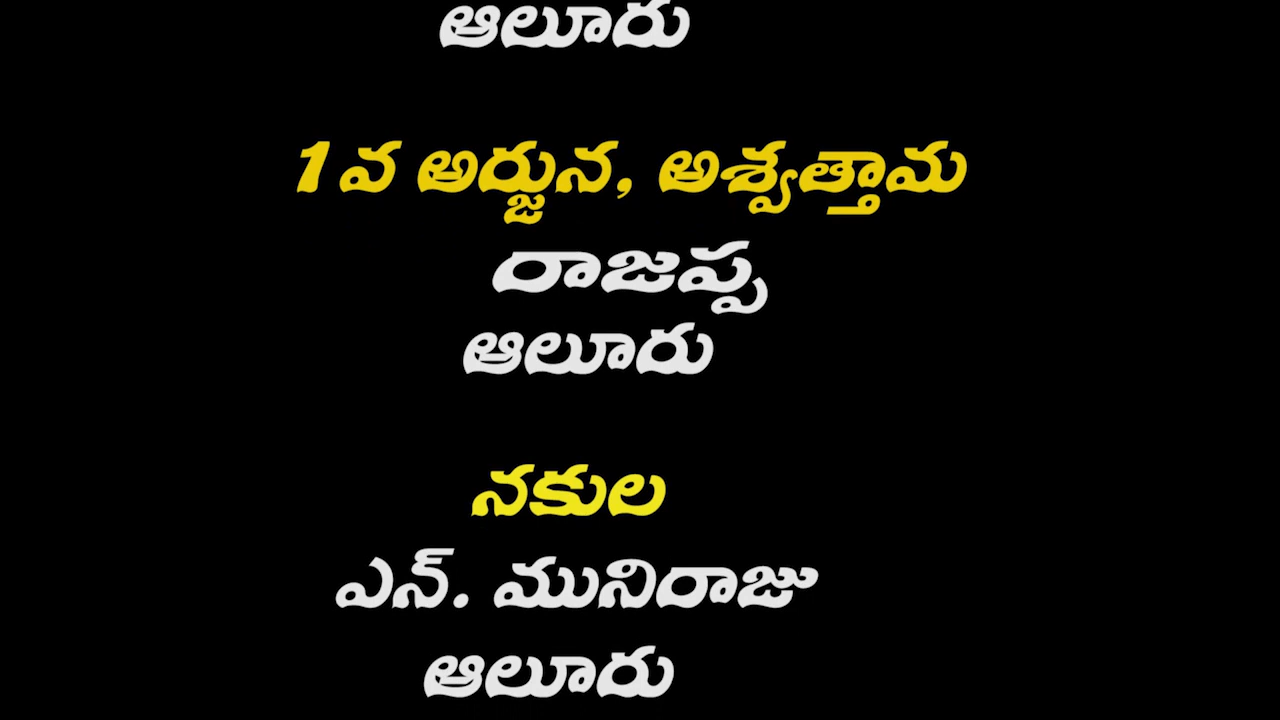 ఆలూరు
1వ అర్జున, అశ్వత్తామ
రాజప్ప
ఆలూరు
నకుల
ఎన్. మునిరాజు
ఆలూరు